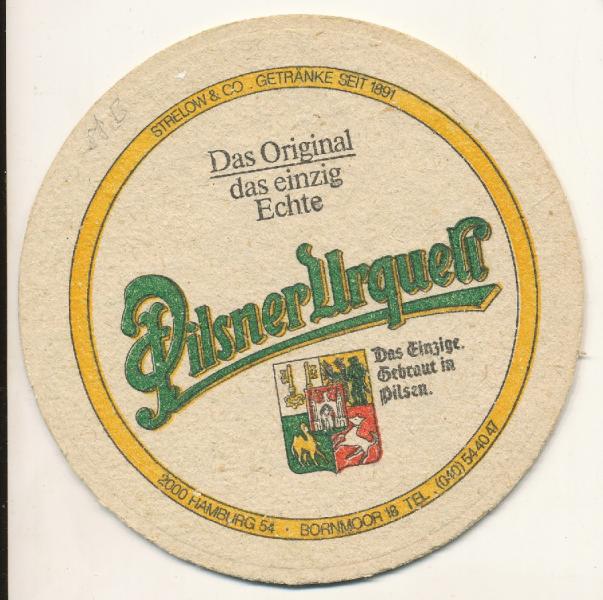 STRELOW & CO . GETRÄNKE SEIT 1891
Das Original
das einzig
Echte
Pilsner Urquell
Das Einzige.
Gebraut in
Pilsen.
2000 HAMBURG 54 · BORNMOOR 18 TEL. (040) 54 40 47